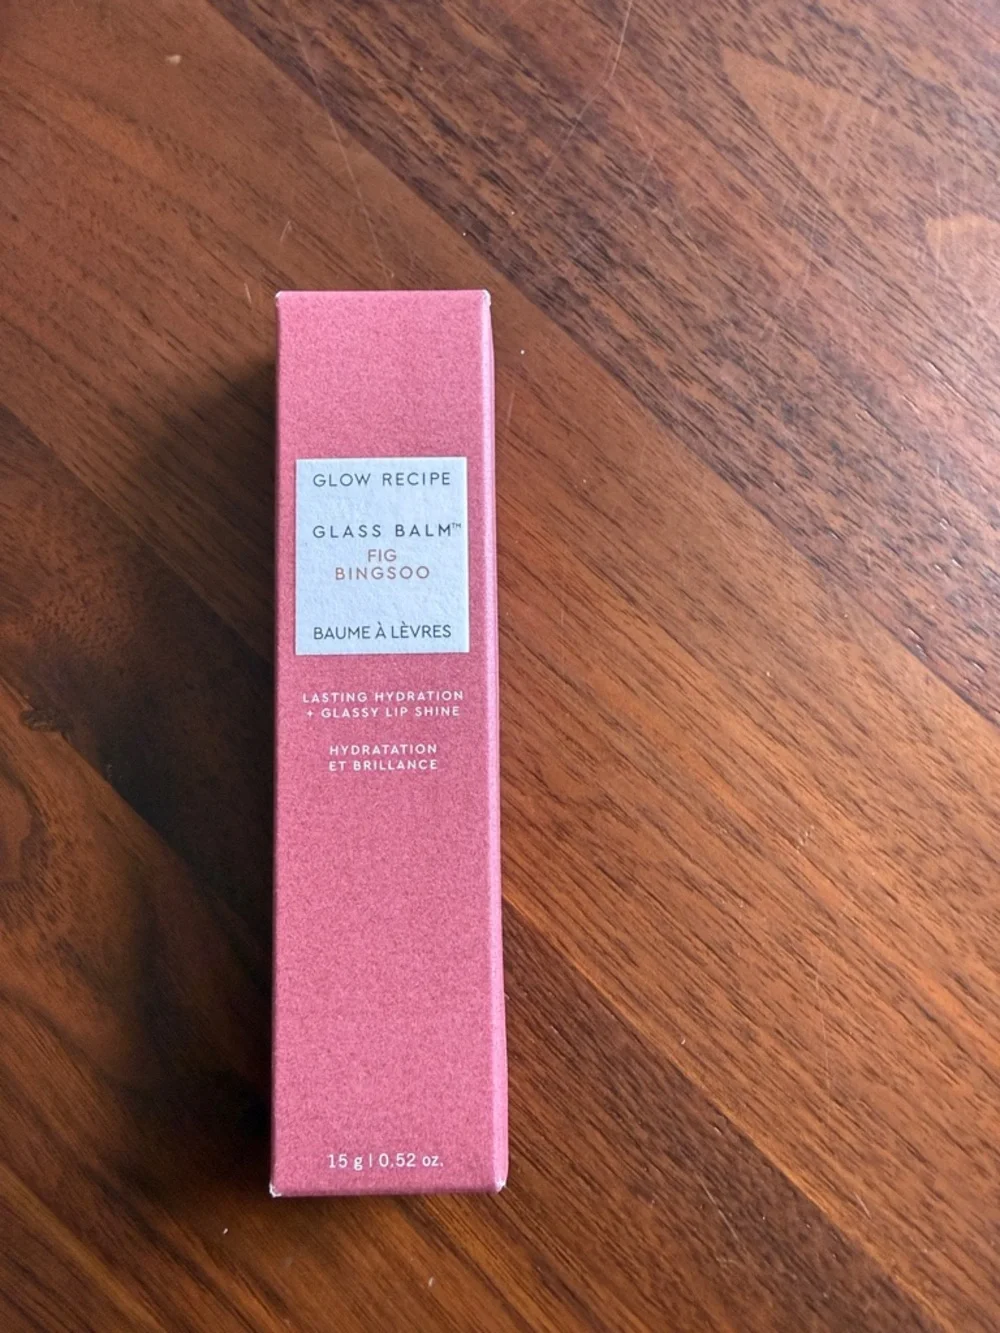 GLOW RECIPE
GLASS BALM™
FIG
BINGSOO
BAUME À LÈVRES
LASTING HYDRATION
+ GLASSY LIP SHINE
HYDRATATION
ET BRILLANCE
15 g | 0,52 oz.